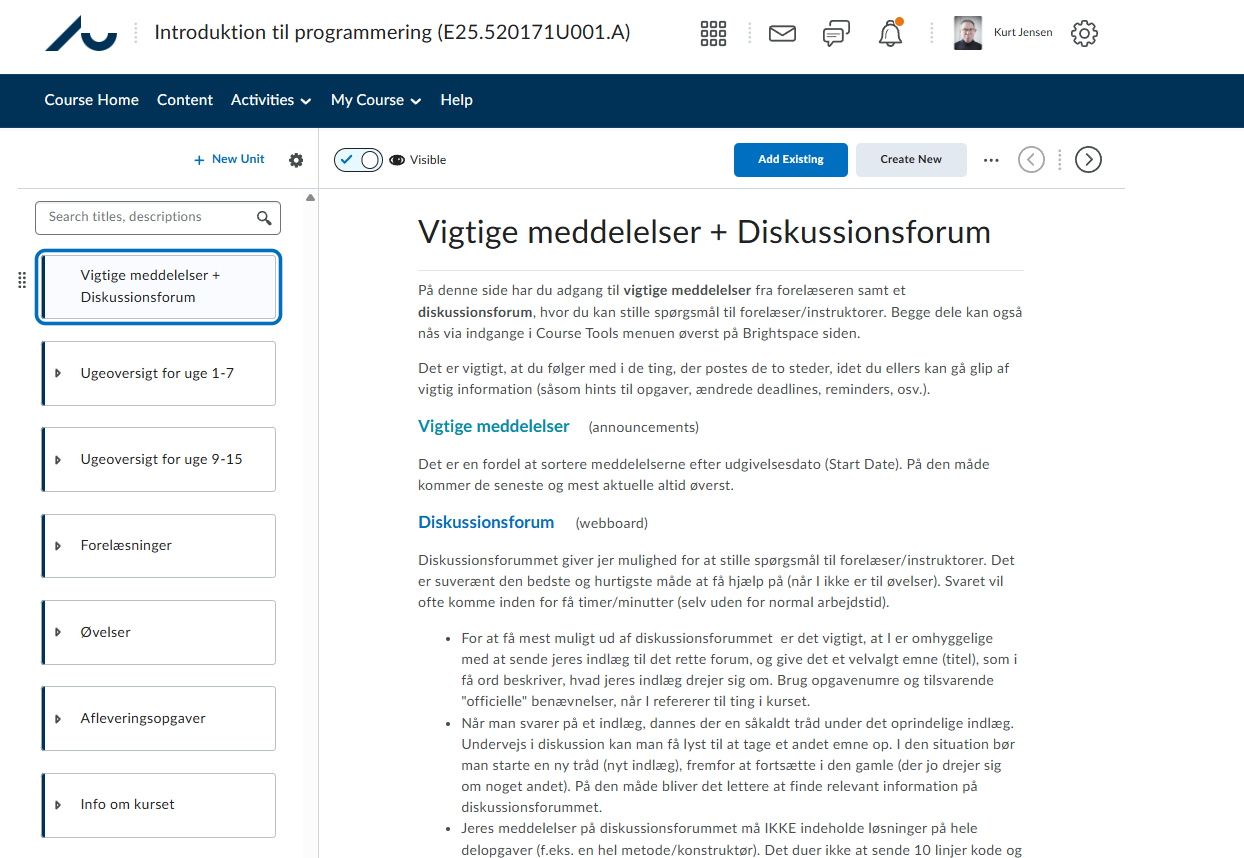 Introduktion til programmering (E25.520171U001.A)
Kurt Jensen
Course Home Content Activities My Course Help
+ New Unit
Visible
Add Existing
Create New
Search titles, descriptions
Vigtige meddelelser +
Diskussionsforum
Ugeoversigt for uge 1-7
Ugeoversigt for uge 9-15
Forelæsninger
Øvelser
Afleveringsopgaver
Info om kurset
Vigtige meddelelser + Diskussionsforum
På denne side har du adgang til vigtige meddelelser fra forelæseren samt et
diskussionsforum, hvor du kan stille spørgsmål til forelæser/instruktorer. Begge dele kan også
nås via indgange i Course Tools menuen øverst på Brightspace siden.
Det er vigtigt, at du følger med i de ting, der postes de to steder, idet du ellers kan gå glip af
vigtig information (såsom hints til opgaver, ændrede deadlines, reminders, osv.).
Vigtige meddelelser (announcements)
Det er en fordel at sortere meddelelserne efter udgivelsesdato (Start Date). På den måde
kommer de seneste og mest aktuelle altid øverst.
Diskussionsforum (webboard)
Diskussionsforummet giver jer mulighed for at stille spørgsmål til forelæser/instruktorer. Det
er suverænt den bedste og hurtigste måde at få hjælp på (når I ikke er til øvelser). Svaret vil
ofte komme inden for få timer/minutter (selv uden for normal arbejdstid).
• For at få mest muligt ud af diskussionsforummet er det vigtigt, at I er omhyggelige
med at sende jeres indlæg til det rette forum, og give det et velvalgt emne (titel), som i
få ord beskriver, hvad jeres indlæg drejer sig om. Brug opgavenumre og tilsvarende
"officielle" benævnelser, når I refererer til ting i kurset.
• Når man svarer på et indlæg, dannes der en såkaldt tråd under det oprindelige indlæg.
Undervejs i diskussion kan man få lyst til at tage et andet emne op. I den situation bør
man starte en ny tråd (nyt indlæg), fremfor at fortsætte i den gamle (der jo drejer sig
om noget andet). På den måde bliver det lettere at finde relevant information på
diskussionsforummet.
• Jeres meddelelser på diskussionsforummet må IKKE indeholde løsninger på hele
delopgaver (f.eks. en hel metode/konstruktør). Det duer ikke at sende 10 linjer kode og